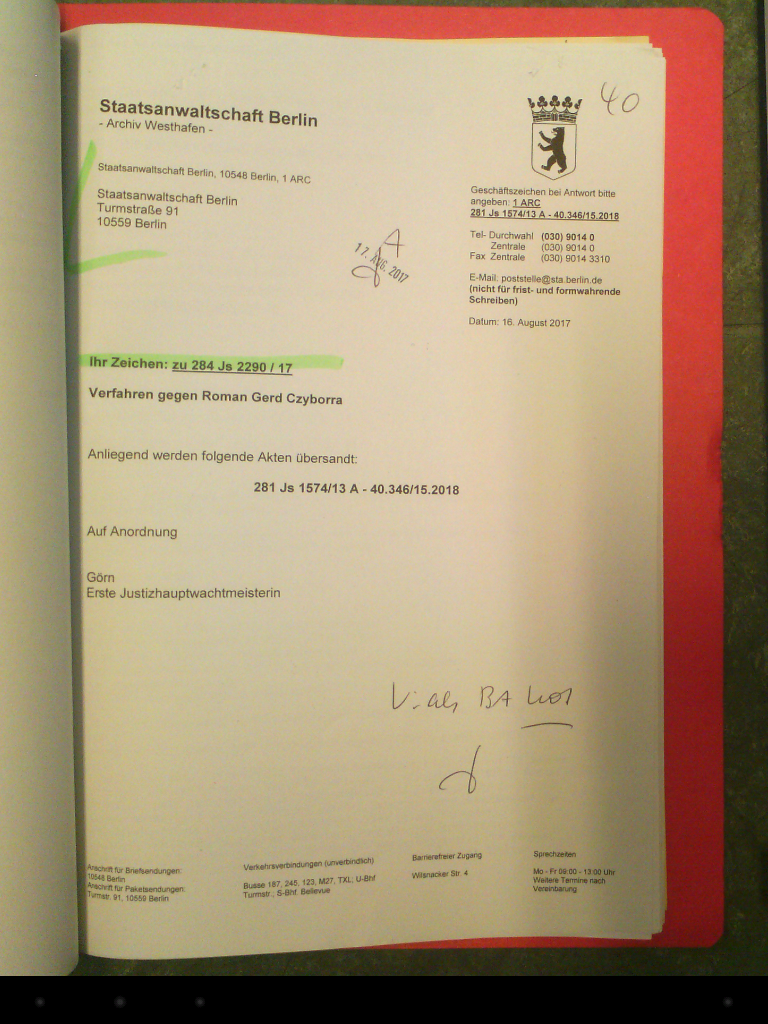 40
Staatsanwaltschaft Berlin
- Archiv Westhafen -
Staatsanwaltschaft Berlin, 10548 Berlin, 1 ARC
Staatsanwaltschaft Berlin
Turmstraße 91
10559 Berlin
Geschäftszeichen bei Antwort bitte
angeben: 1 ARC
281 Js 1574/13 A - 40.346/15.2018
Tel- Durchwahl (030) 9014 0
Zentrale (030) 9014 0
Fax Zentrale (030) 9014 3310
E-Mail: poststelle@sta.berlin.de
(nicht für frist- und formwahrende
Schreiben)
Datum: 16. August 2017
A
17. AUG. 2017
Ihr Zeichen: zu 284 Js 2290 / 17
Verfahren gegen Roman Gerd Czyborra
Anliegend werden folgende Akten übersandt:
281 Js 1574/13 A - 40.346/15.2018
Auf Anordnung
Görn
Erste Justizhauptwachtmeisterin
BA
Anschrift für Briefsendungen:
10548 Berlin
Anschrift für Paketsendungen:
Turmstr. 91, 10559 Berlin
Verkehrsverbindungen (unverbindlich)
Busse 187, 245, 123, M27, TXL; U-Bhf
Turmstr.; S-Bhf. Bellevue
Barrierefreier Zugang
Wilsnacker Str. 4
Sprechzeiten
Mo - Fr 08:00 - 13:00 Uhr
Weitere Termine nach
Vereinbarung